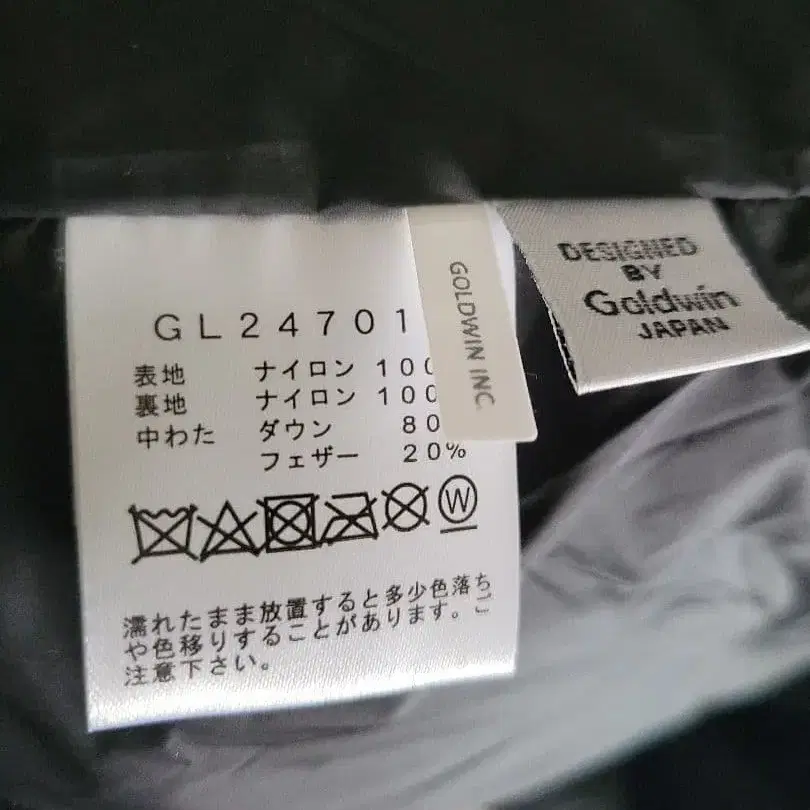 GL24701
表地 ナイロン 100
裏地 ナイロン 100
中わた ダウン 80
フェザー 20%
W
濡れたまま放置すると多少色落ち
や色移りすることがあります。ご
注意下さい。
GOLDWIN INC.
DESIGNED
BY
Goldwin
JAPAN